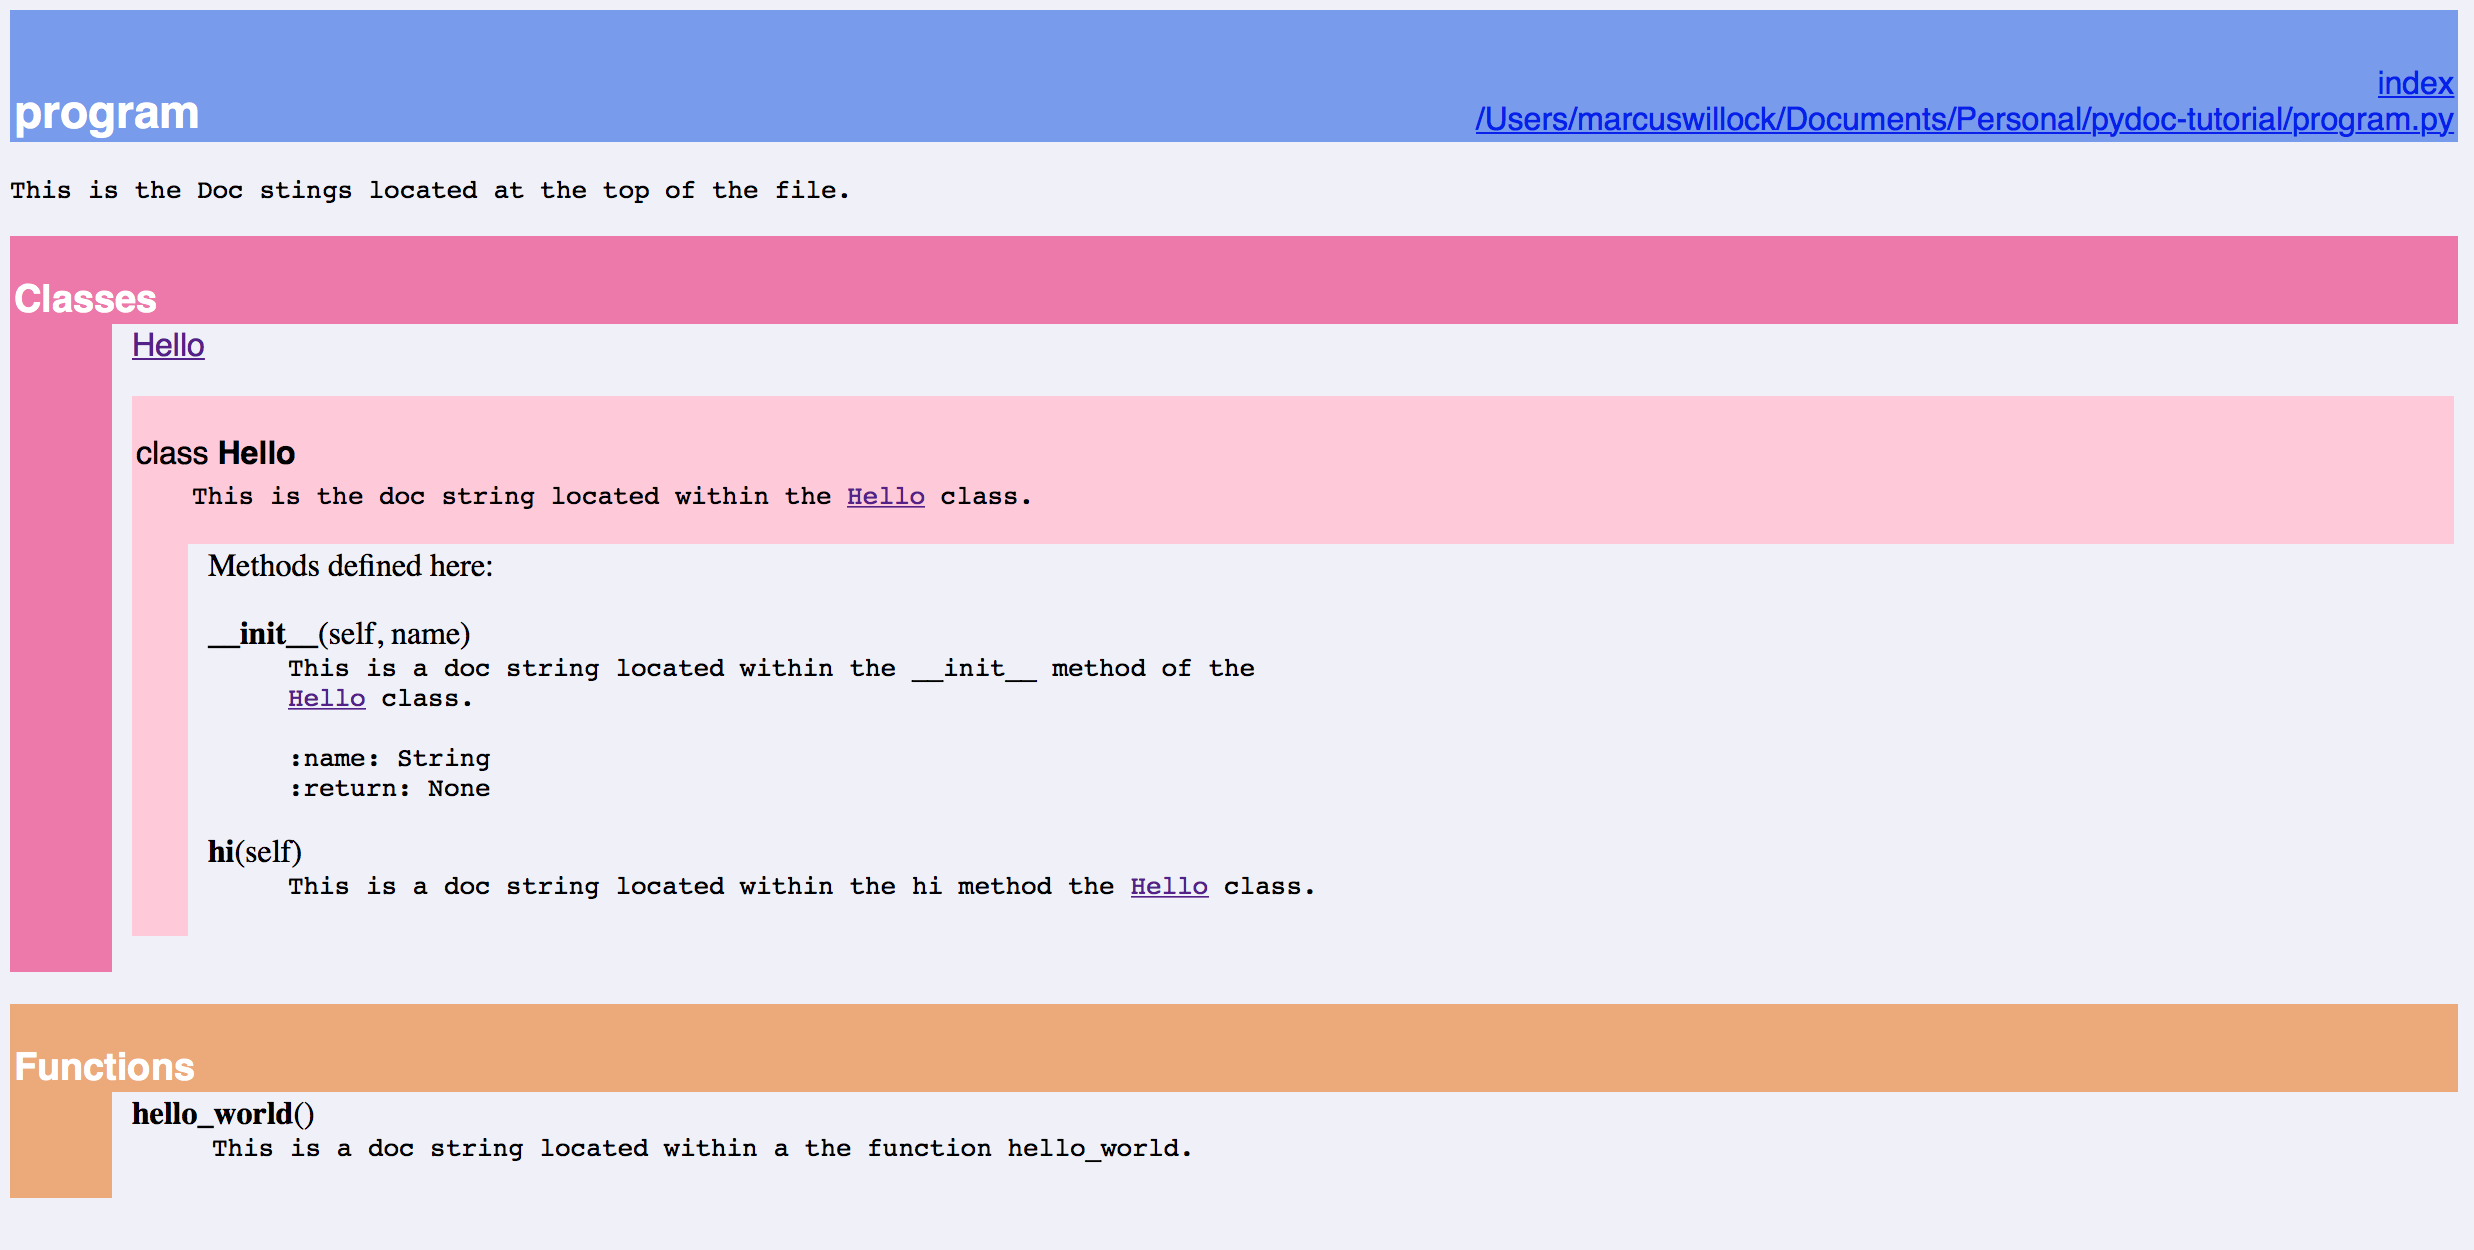 index
program
/Users/marcuswillock/Documents/Personal/pydoc-tutorial/program.py
This is the Doc stings located at the top of the file.
Classes
Hello
class Hello
This is the doc string located within the Hello class.
Methods defined here:
__init__(self, name)
This is a doc string located within the __init__ method of the
Hello class.
:name: String
:return: None
hi(self)
This is a doc string located within the hi method the Hello class.
Functions
hello_world()
This is a doc string located within a the function hello_world.